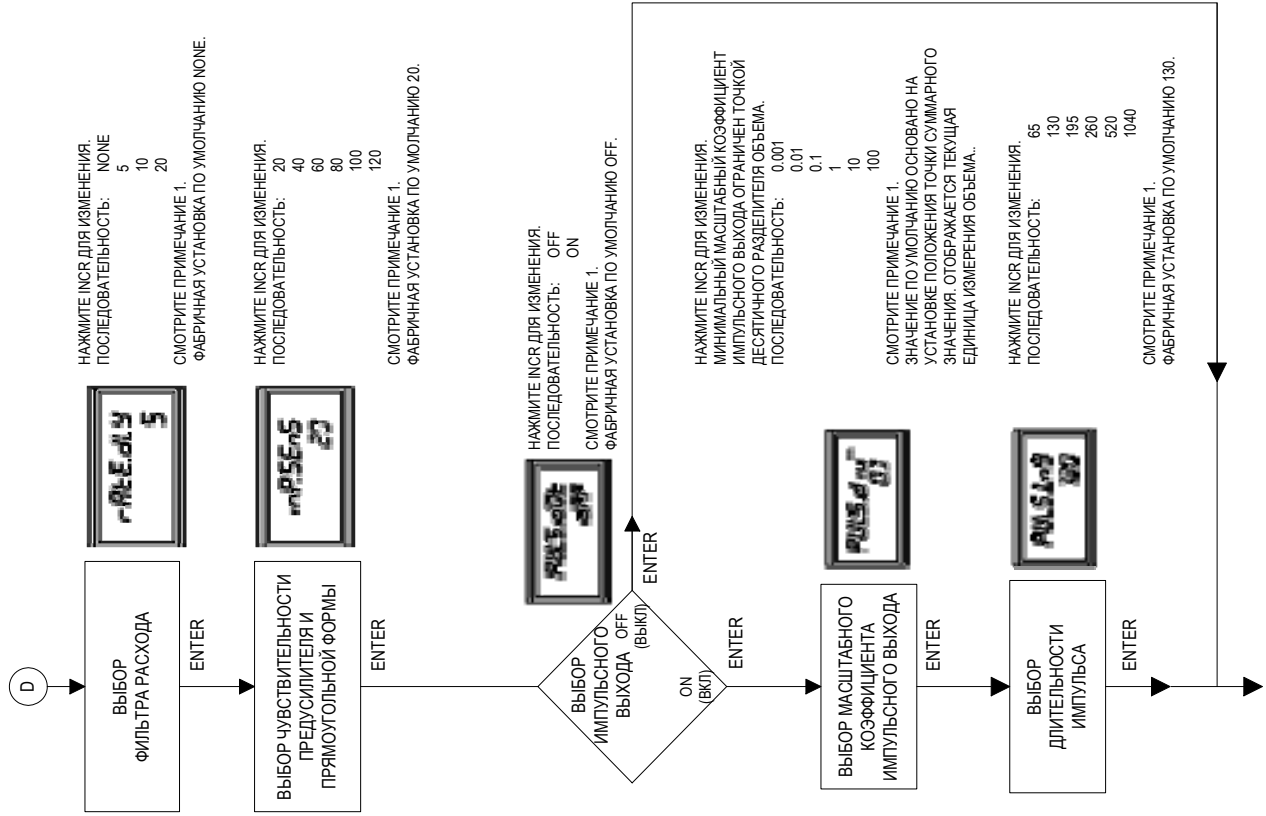 D
ВЫБОР
ФИЛЬТРА РАСХОДА
ENTER
rAtE.dLY
5
НАЖМИТЕ INCR ДЛЯ ИЗМЕНЕНИЯ.
ПОСЛЕДОВАТЕЛЬНОСТЬ: NONE
5
10
20
СМОТРИТЕ ПРИМЕЧАНИЕ 1.
ФАБРИЧНАЯ УСТАНОВКА ПО УМОЛЧАНИЮ NONE.
ВЫБОР ЧУВСТВИТЕЛЬНОСТИ
ПРЕДУСИЛИТЕЛЯ И
ПРЯМОУГОЛЬНОЙ ФОРМЫ
ENTER
20
НАЖМИТЕ INCR ДЛЯ ИЗМЕНЕНИЯ.
ПОСЛЕДОВАТЕЛЬНОСТЬ: 20
40
60
80
100
120
СМОТРИТЕ ПРИМЕЧАНИЕ 1.
ФАБРИЧНАЯ УСТАНОВКА ПО УМОЛЧАНИЮ 20.
ВЫБОР
ИМПУЛЬСНОГО
ВЫХОДА
OFF
(ВЫКЛ)
ENTER
ON
(ВКЛ)
ENTER
НАЖМИТЕ INCR ДЛЯ ИЗМЕНЕНИЯ.
ПОСЛЕДОВАТЕЛЬНОСТЬ: OFF
ON
СМОТРИТЕ ПРИМЕЧАНИЕ 1.
ФАБРИЧНАЯ УСТАНОВКА ПО УМОЛЧАНИЮ OFF.
ВЫБОР МАСШТАБНОГО
КОЭФФИЦИЕНТА
ИМПУЛЬСНОГО ВЫХОДА
ENTER
НАЖМИТЕ INCR ДЛЯ ИЗМЕНЕНИЯ.
МИНИМАЛЬНЫЙ МАСШТАБНЫЙ КОЭФФИЦИЕНТ
ИМПУЛЬСНОГО ВЫХОДА ОГРАНИЧЕН ТОЧКОЙ
ДЕСЯТИЧНОГО РАЗДЕЛИТЕЛЯ ОБЪЕМА.
ПОСЛЕДОВАТЕЛЬНОСТЬ: 0.001
0.01
0.1
1
10
100
СМОТРИТЕ ПРИМЕЧАНИЕ 1.
ЗНАЧЕНИЕ ПО УМОЛЧАНИЮ ОСНОВАНО НА
УСТАНОВКЕ ПОЛОЖЕНИЯ ТОЧКИ СУММАРНОГО
ЗНАЧЕНИЯ. ОТОБРАЖАЕТСЯ ТЕКУЩАЯ
ЕДИНИЦА ИЗМЕРЕНИЯ ОБЪЕМА..
ВЫБОР
ДЛИТЕЛЬНОСТИ
ИМПУЛЬСА
ENTER
НАЖМИТЕ INCR ДЛЯ ИЗМЕНЕНИЯ.
ПОСЛЕДОВАТЕЛЬНОСТЬ: 65
130
195
260
520
1040
СМОТРИТЕ ПРИМЕЧАНИЕ 1.
ФАБРИЧНАЯ УСТАНОВКА ПО УМОЛЧАНИЮ 130.